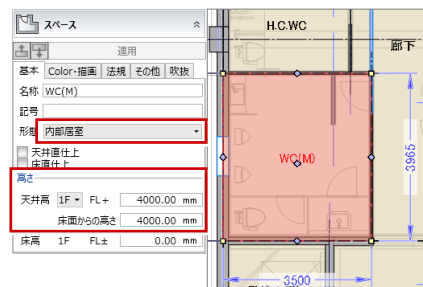 スペース
適用
基本 Color・描画 法規 その他 吹抜
名称 WC(M)
記号
形態 内部居室
天井直仕上
床直仕上
高さ
天井高 1F FL+ 4000.00 mm
床面からの高さ 4000.00 mm
床高 1F FL± 0.00 mm
H.C.WC
廊下
WC(M)
3965
3500